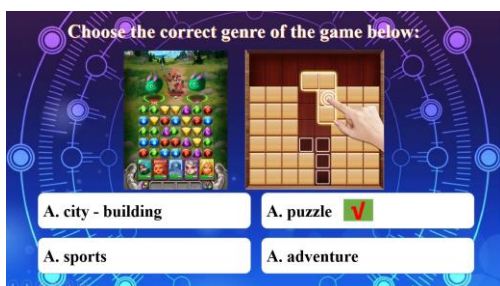 Choose the correct genre of the game below:
A. city - building
A. puzzle √
A. sports
A. adventure